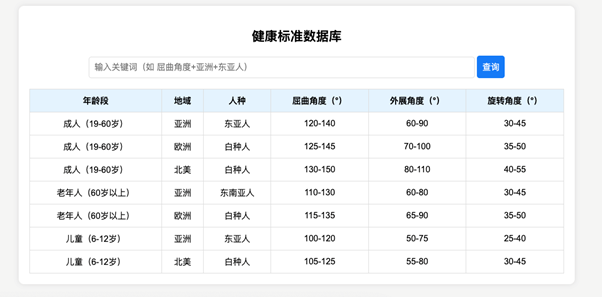 健康标准数据库
输入关键词（如 屈曲角度+亚洲+东亚人） 查询
年龄段 地域 人种 屈曲角度（°） 外展角度（°） 旋转角度（°）
成人（19-60岁） 亚洲 东亚人 120-140 60-90 30-45
成人（19-60岁） 欧洲 白种人 125-145 70-100 35-50
成人（19-60岁） 北美 白种人 130-150 80-110 40-55
老年人（60岁以上） 亚洲 东南亚人 110-130 60-80 30-45
老年人（60岁以上） 欧洲 白种人 115-135 65-90 35-50
儿童（6-12岁） 亚洲 东亚人 100-120 50-75 25-40
儿童（6-12岁） 北美 白种人 105-125 55-80 30-45